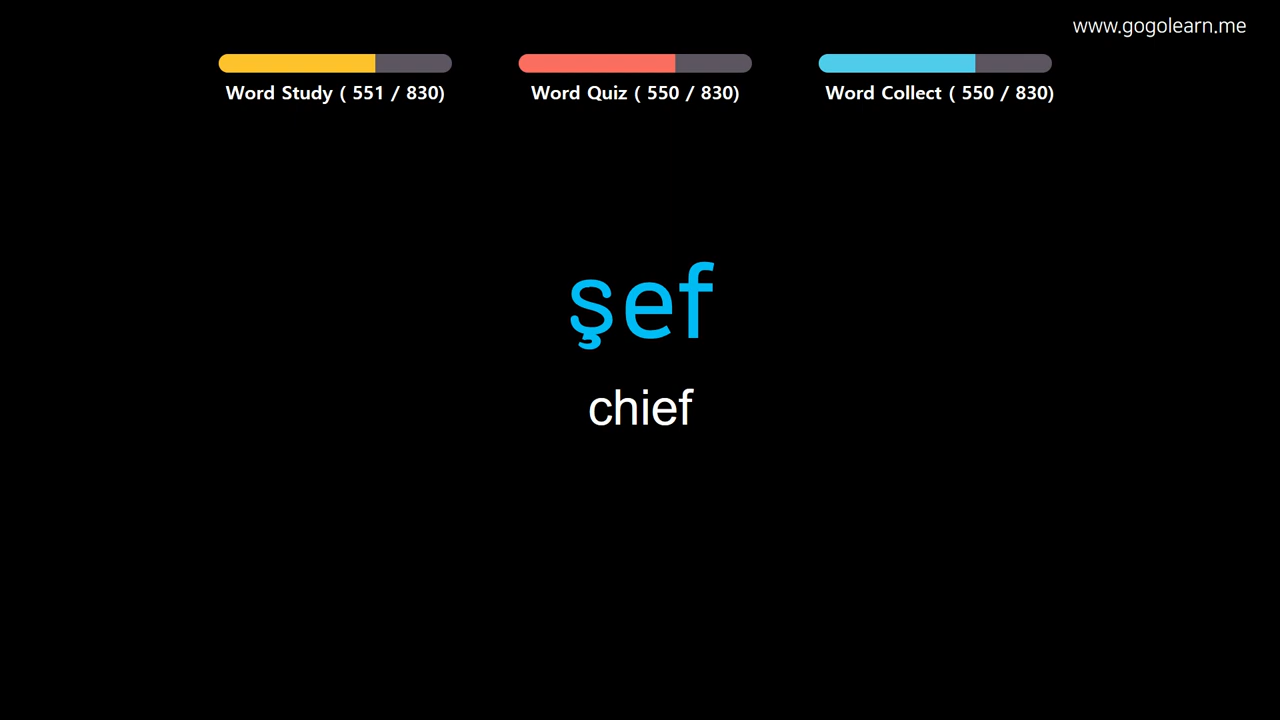 www.gogolearn.me
Word Study ( 551 / 830)
Word Quiz ( 550 / 830)
Word Collect ( 550 / 830)
şef
chief